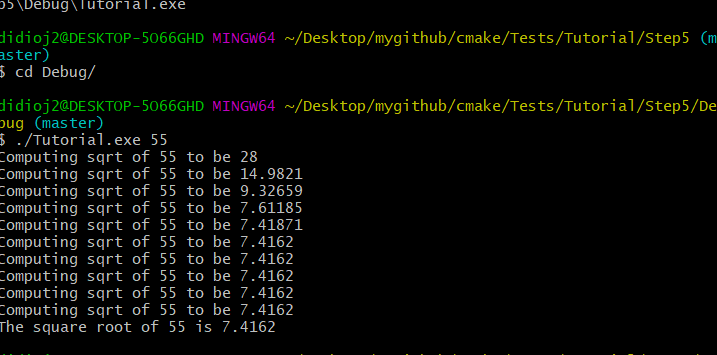 p5\Debug\Tutorial.exe
didioj2@DESKTOP-5O66GHD MINGW64 ~/Desktop/mygithub/cmake/Tests/Tutorial/Step5 (m
aster)
$ cd Debug/
didioj2@DESKTOP-5O66GHD MINGW64 ~/Desktop/mygithub/cmake/Tests/Tutorial/Step5/De
bug (master)
$ ./Tutorial.exe 55
Computing sqrt of 55 to be 28
Computing sqrt of 55 to be 14.9821
Computing sqrt of 55 to be 9.32659
Computing sqrt of 55 to be 7.61185
Computing sqrt of 55 to be 7.41871
Computing sqrt of 55 to be 7.4162
Computing sqrt of 55 to be 7.4162
Computing sqrt of 55 to be 7.4162
Computing sqrt of 55 to be 7.4162
Computing sqrt of 55 to be 7.4162
The square root of 55 is 7.4162